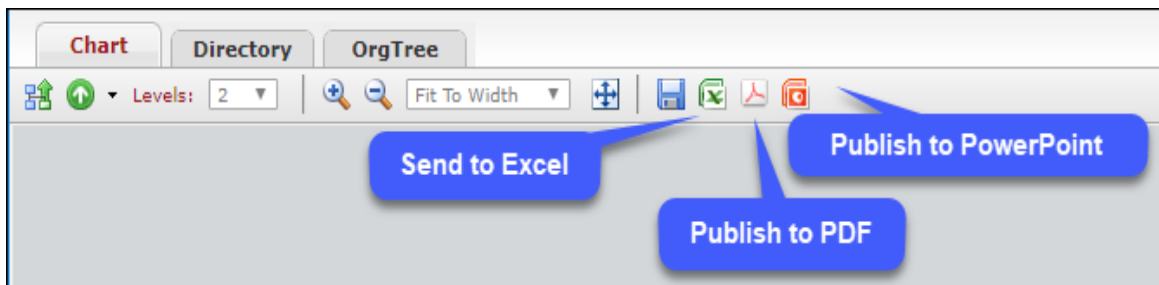 Chart Directory OrgTree
Levels: 2 Fit To Width
Send to Excel
Publish to PowerPoint
Publish to PDF